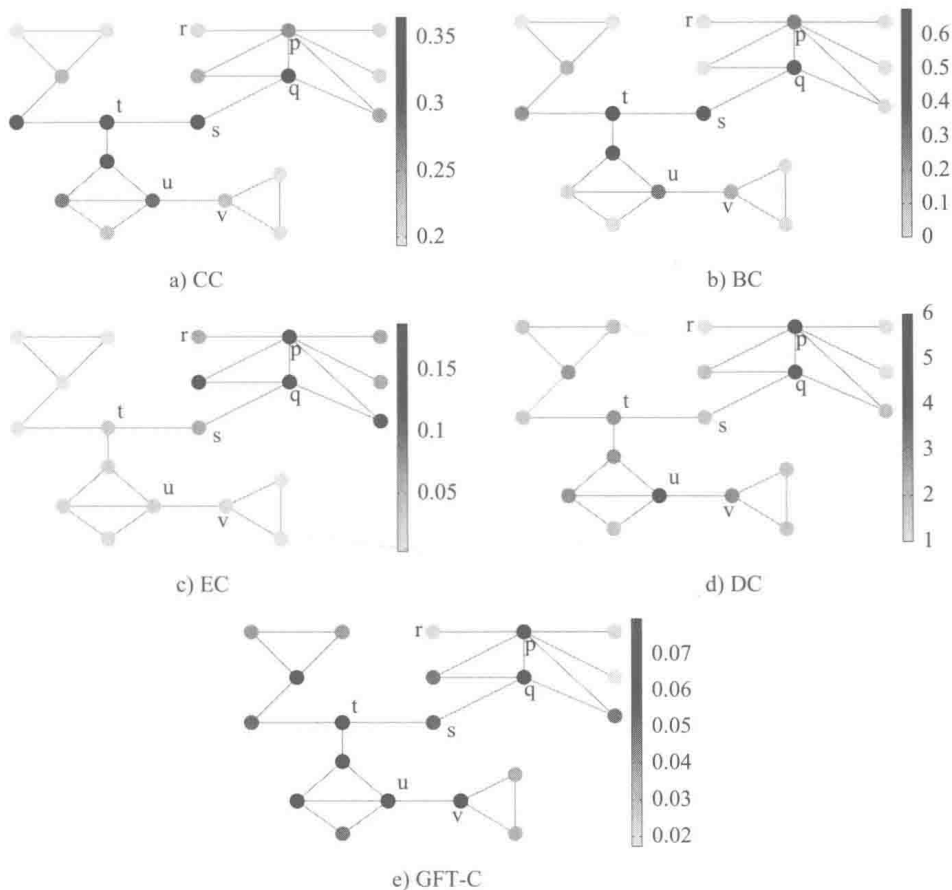 r
p
q
t
s
u
v
0.35
0.3
0.25
0.2
a) CC
r
p
q
t
s
u
v
0.6
0.5
0.4
0.3
0.2
0.1
0
b) BC
r
p
q
t
s
u
v
0.15
0.1
0.05
c) EC
r
p
q
t
s
u
v
6
5
4
3
2
1
d) DC
r
p
q
t
s
u
v
0.07
0.06
0.05
0.04
0.03
0.02
e) GFT-C